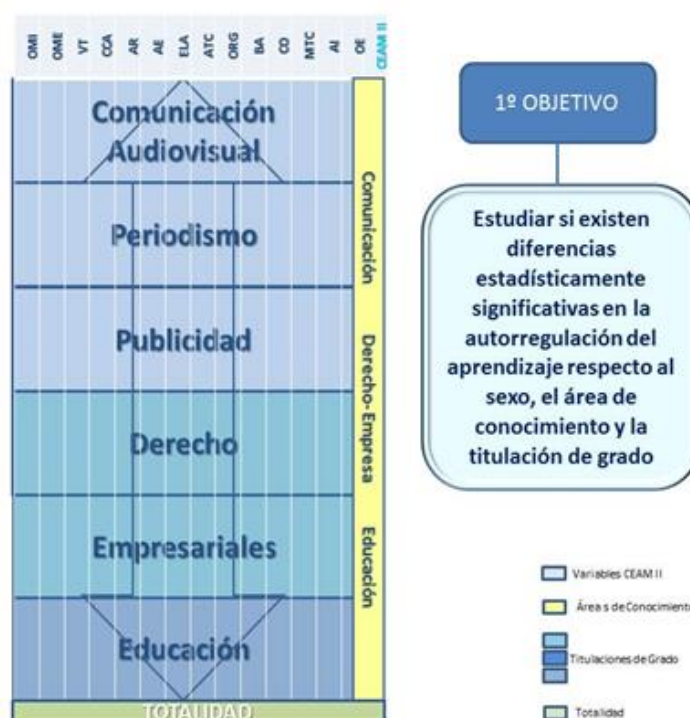 OMI
OME
VT
CCA
AR
AE
ELA
ATC
ORG
BA
CO
MTC
AI
OE
CEAM II
Comunicación
Audiovisual
Periodismo
Publicidad
Derecho
Empresariales
Educación
TOTALIDAD
Comunicación
Derecho- Empresa
Educación
1º OBJETIVO
Estudiar si existen
diferencias
estadísticamente
significativas en la
autorregulación del
aprendizaje respecto al
sexo, el área de
conocimiento y la
titulación de grado
Variables CEAM II
Área s de Conocimiento
Titulaciones de Grado
Totalidad